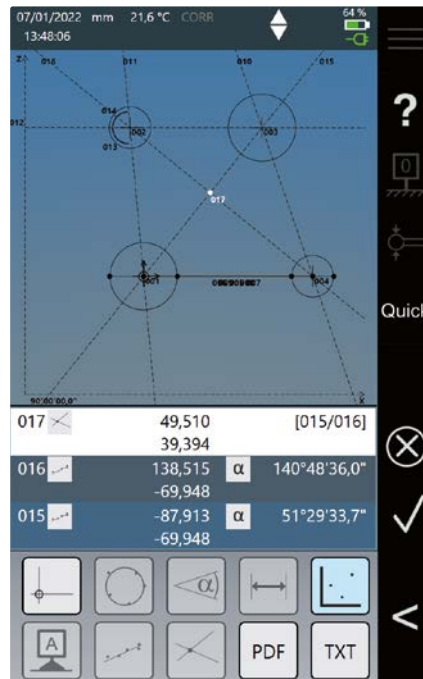 07/01/2022 mm 21,6 °C CORR 64 %
13:48:06
Z 016 011 010 015
014
012 002 003
013
?
0
017
001 004
Quick
90°00'00,0" X
017 49,510 [015/016]
39,394
016 138,515 α 140°48'36,0"
-69,948
015 -87,913 α 51°29'33,7"
-69,948
α
A PDF TXT
<